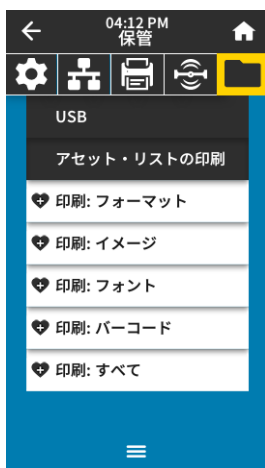 04:12 PM
保管
USB
アセット・リストの印刷
印刷: フォーマット
印刷: イメージ
印刷: フォント
印刷: バーコード
印刷: すべて